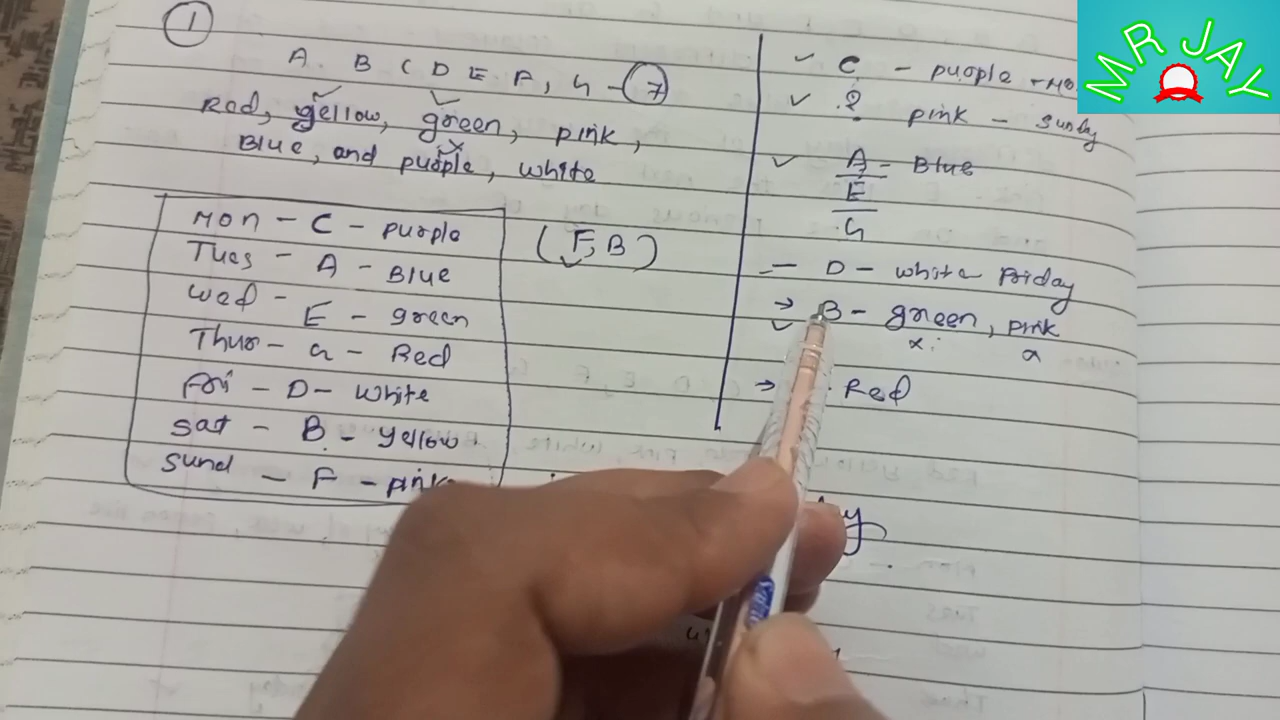 1
A B C D E F, G - 7
Red, yellow, green, pink,
Blue, and purple, white
Mon - C - purple
Tues - A - Blue
Wed - E - green
Thur - G - Red
Fri - D - White
Sat - B - Yellow
Sund - F - pink
(F, B)
C - purple
? pink - Sunday
A - Blue
E
G
D - white Friday
→ B - green, pink
x x
→ Red
MR JAY